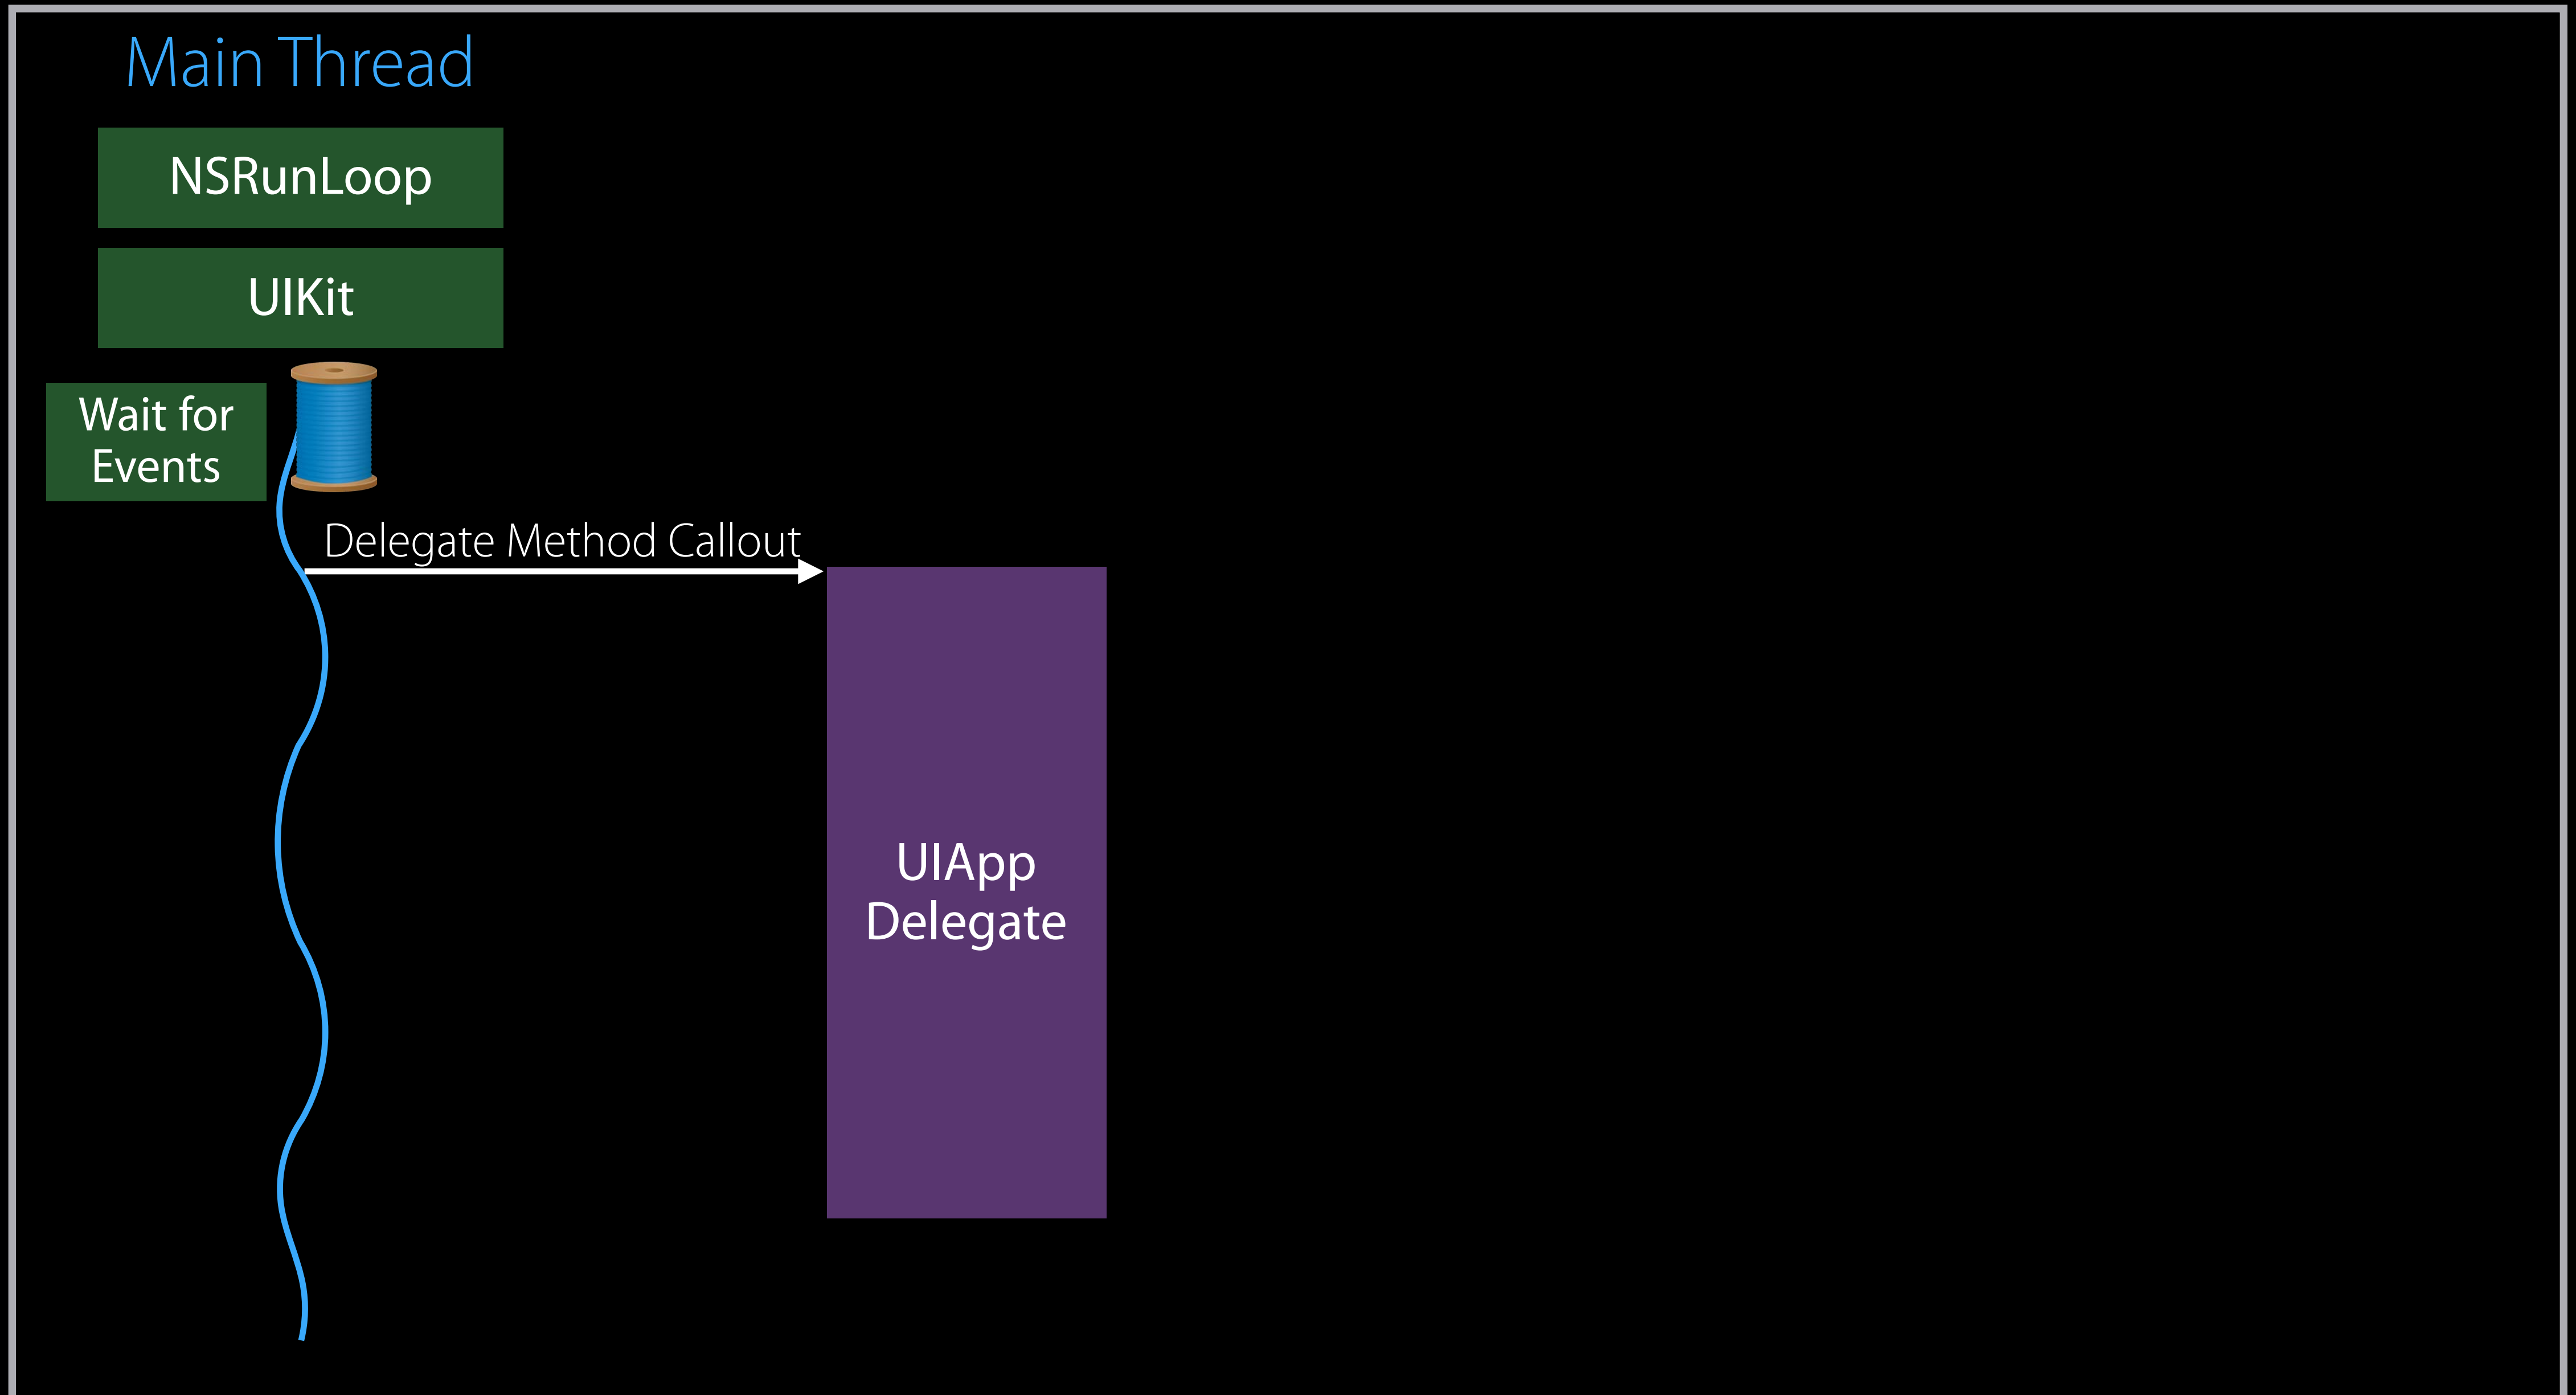 Main Thread
NSRunLoop
UIKit
Wait for
Events
Delegate Method Callout
UIApp
Delegate